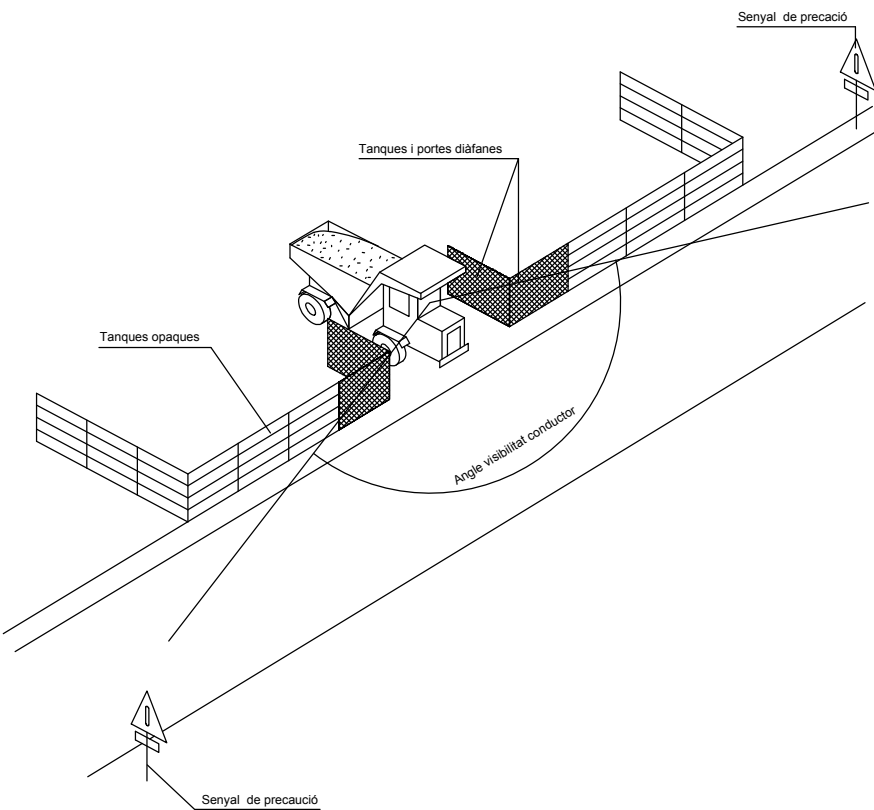 Senyal de precació
Tanques i portes diàfanes
Tanques opaques
Angle visibilitat conductor
Senyal de precaució